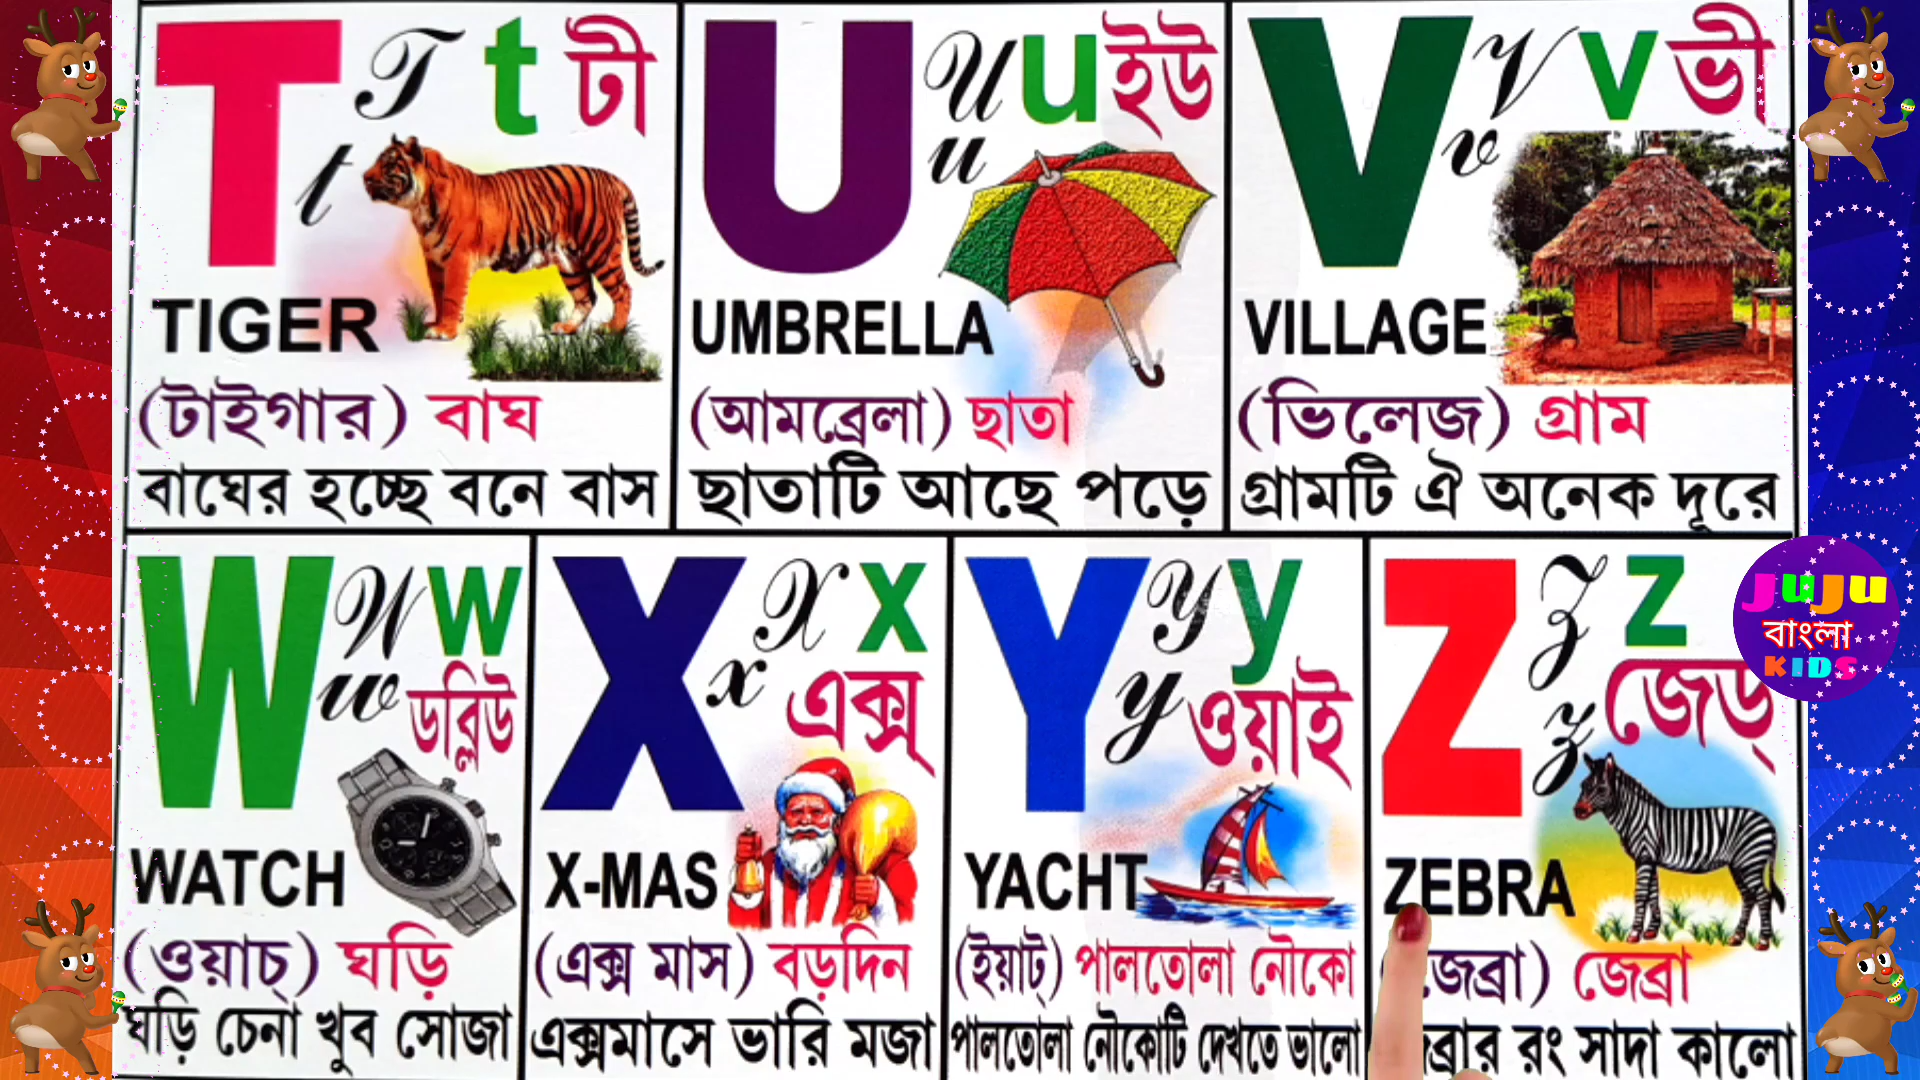 T T t টী
t
TIGER
(টাইগার) বাঘ
বাঘের হচ্ছে বনে বাস
U U u ইউ
u
UMBRELLA
(আমব্রেলা) ছাতা
ছাতাটি আছে পড়ে
V V v ভী
v
VILLAGE
(ভিলেজ) গ্রাম
গ্রামটি ঐ অনেক দূরে
W W w
w ডব্লিউ
WATCH
(ওয়াচ্) ঘড়ি
ঘড়ি চেনা খুব সোজা
X X x
x এক্স্
X-MAS
(এক্স মাস) বড়দিন
এক্সমাসে ভারি মজা
Y Y y
y ওয়াই
YACHT
(ইয়াট্) পালতোলা নৌকো
পালতোলা নৌকোটি দেখতে ভালো
Z Z z
z জেড্
ZEBRA
জেব্রা) জেব্রা
রং সাদা কালো
JUJU
বাংলা
KIDS